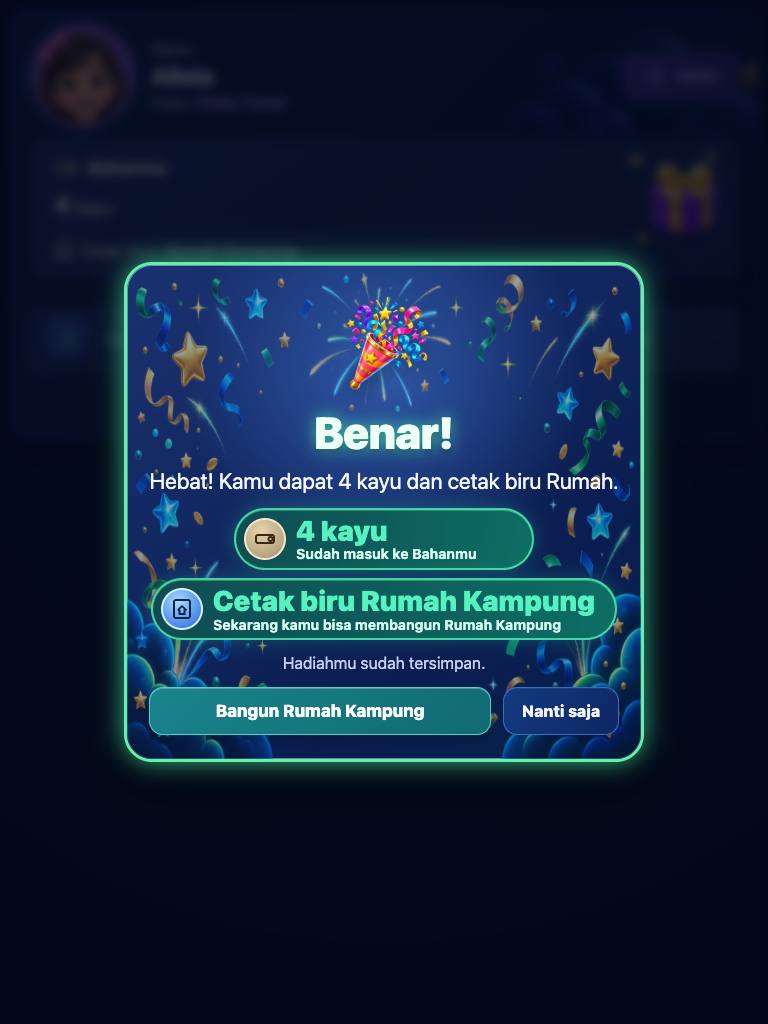 Benar!
Hebat! Kamu dapat 4 kayu dan cetak biru Rumah.
4 kayu
Sudah masuk ke Bahanmu
Cetak biru Rumah Kampung
Sekarang kamu bisa membangun Rumah Kampung
Hadiahmu sudah tersimpan.
Bangun Rumah Kampung
Nanti saja